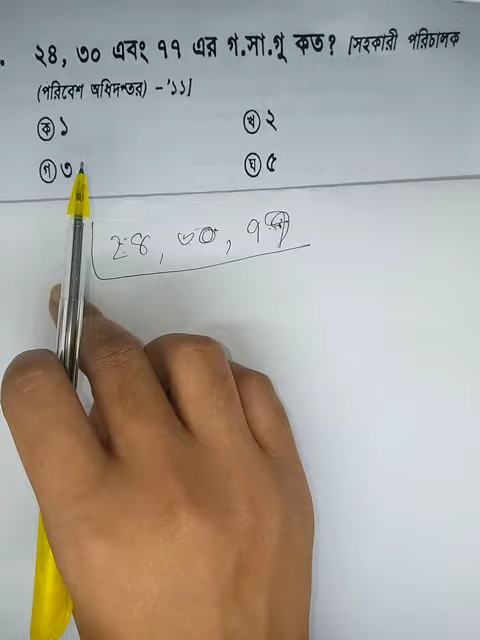 ২৪, ৩০ এবং ৭৭ এর গ.সা.গু কত? [সহকারী পরিচালক
(পরিবেশ অধিদপ্তর) -'১১]
ক ১ খ ২
গ ৩ ঘ ৫
২৪, ৩০, ৭